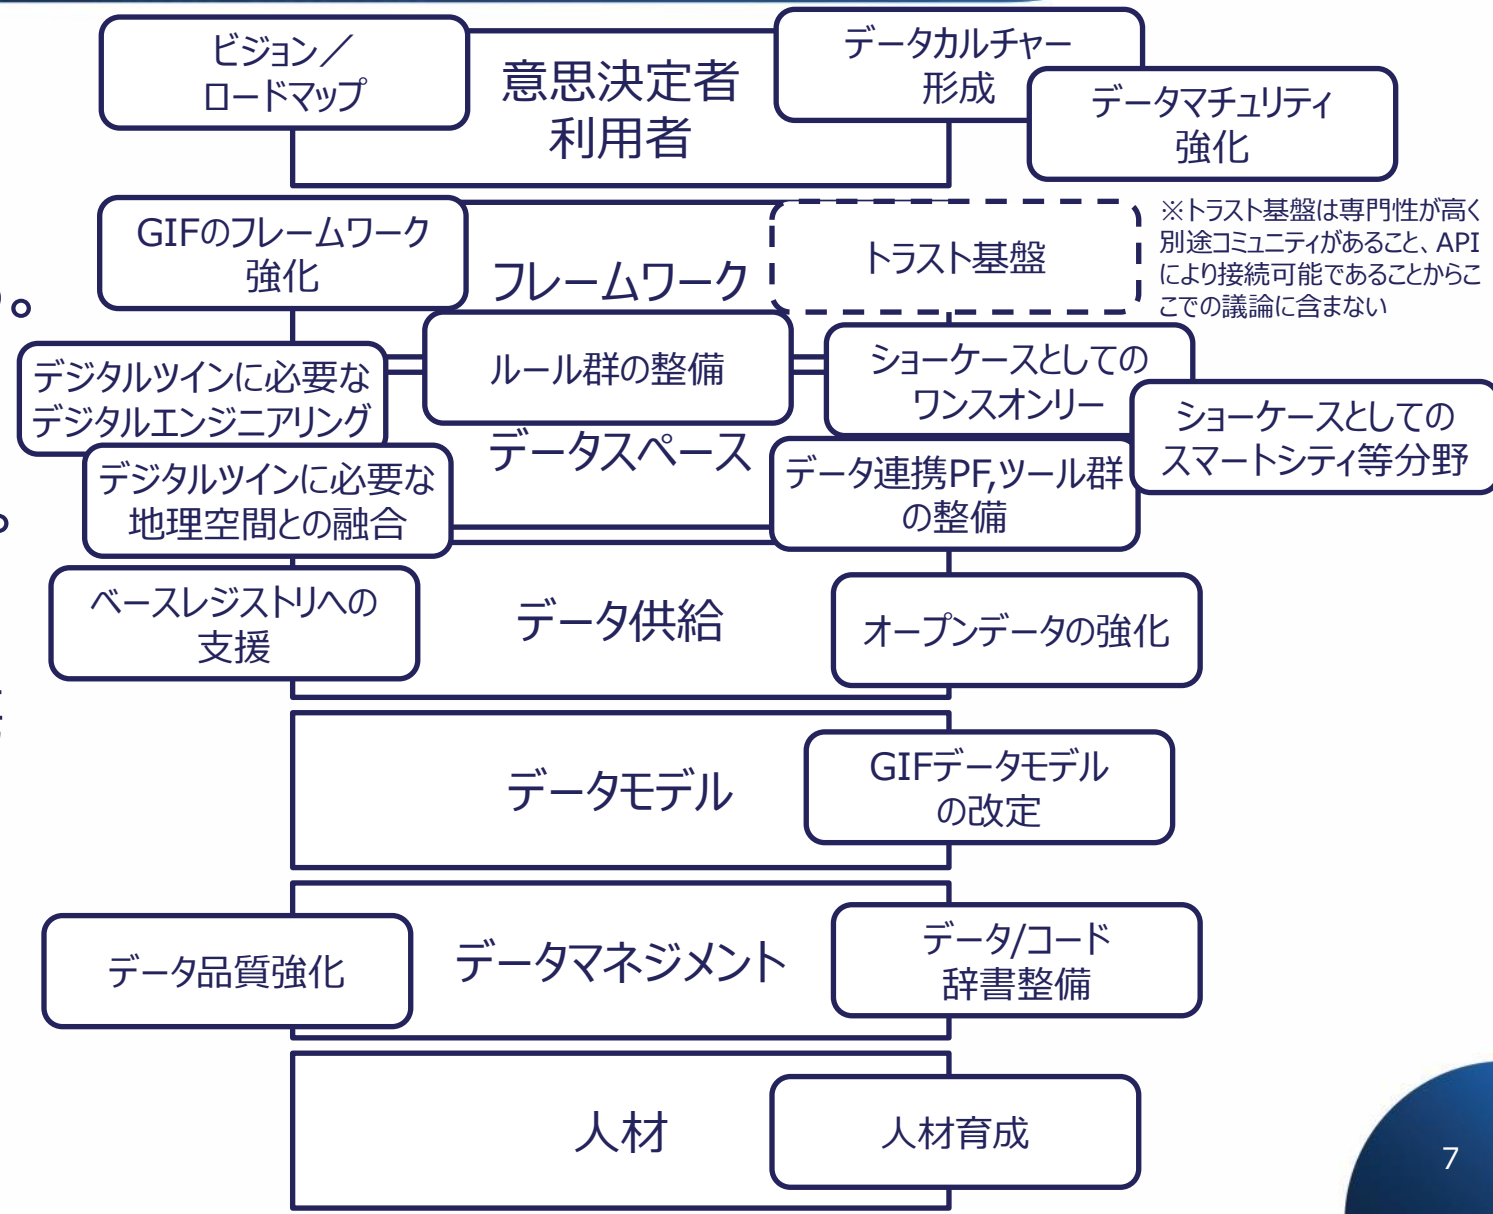 ビジョン／
ロードマップ
意思決定者
利用者
データカルチャー
形成
データマチュリティ
強化
GIFのフレームワーク
強化
フレームワーク
トラスト基盤
※トラスト基盤は専門性が高く
別途コミュニティがあること、API
により接続可能であることからこ
こでの議論に含まない
ルール群の整備
デジタルツインに必要な
デジタルエンジニアリング
ショーケースとしての
ワンスオンリー
ショーケースとしての
スマートシティ等分野
データスペース
デジタルツインに必要な
地理空間との融合
データ連携PF,ツール群
の整備
ベースレジストリへの
支援
データ供給
オープンデータの強化
データモデル
GIFデータモデル
の改定
データ品質強化
データマネジメント
データ/コード
辞書整備
人材
人材育成
7